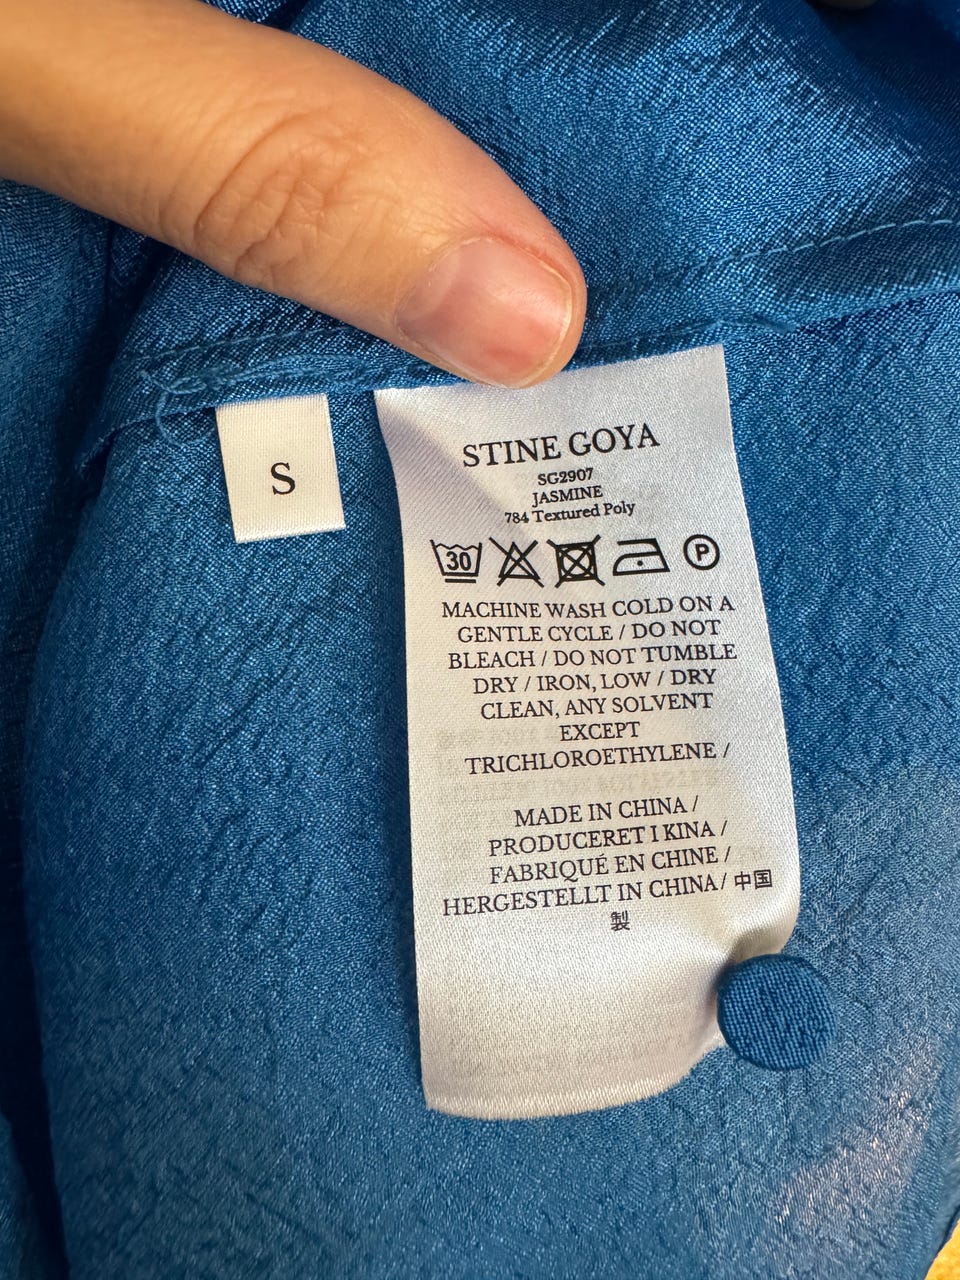 S
STINE GOYA
SG2907
JASMINE
784 Textured Poly
30
P
MACHINE WASH COLD ON A
GENTLE CYCLE / DO NOT
BLEACH / DO NOT TUMBLE
DRY / IRON, LOW / DRY
CLEAN, ANY SOLVENT
EXCEPT
TRICHLOROETHYLENE /
MADE IN CHINA /
PRODUCERET I KINA /
FABRIQUÉ EN CHINE /
HERGESTELLT IN CHINA / 中国
製